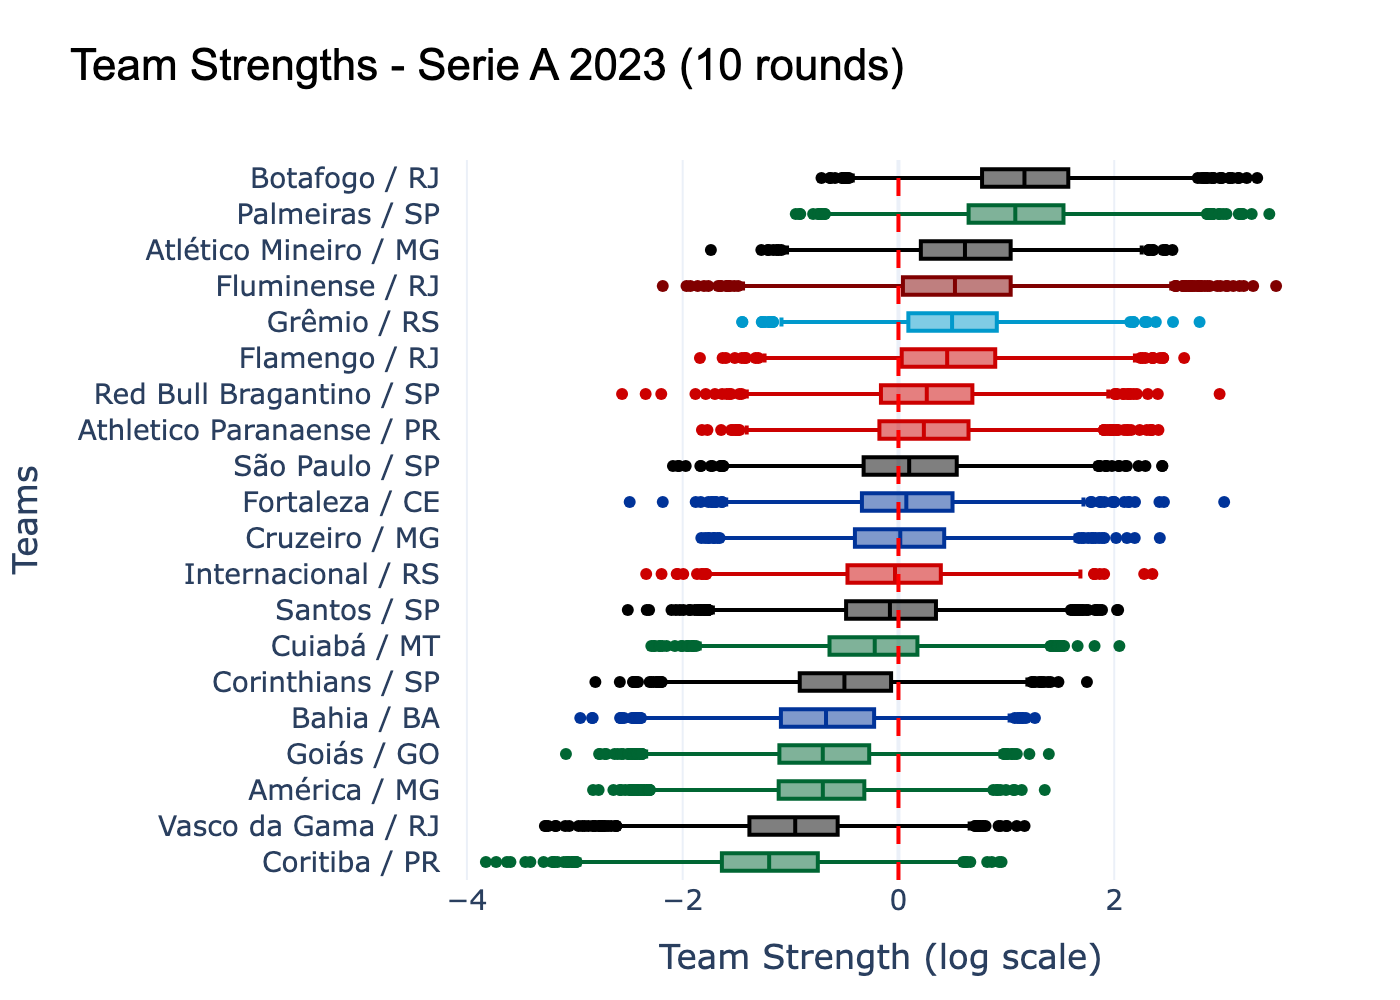 Team Strengths - Serie A 2023 (10 rounds)
Botafogo / RJ
Palmeiras / SP
Atlético Mineiro / MG
Fluminense / RJ
Grêmio / RS
Flamengo / RJ
Red Bull Bragantino / SP
Athletico Paranaense / PR
São Paulo / SP
Fortaleza / CE
Cruzeiro / MG
Internacional / RS
Santos / SP
Cuiabá / MT
Corinthians / SP
Bahia / BA
Goiás / GO
América / MG
Vasco da Gama / RJ
Coritiba / PR
Teams
−4 −2 0 2
Team Strength (log scale)